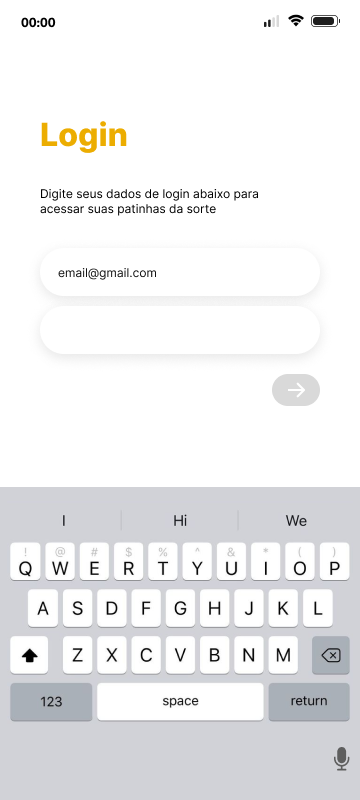 00:00
Login
Digite seus dados de login abaixo para
acessar suas patinhas da sorte
email@gmail.com
I Hi We
! @ # $ % ^ & * ( )
Q W E R T Y U I O P
A S D F G H J K L
Z X C V B N M
123 space return